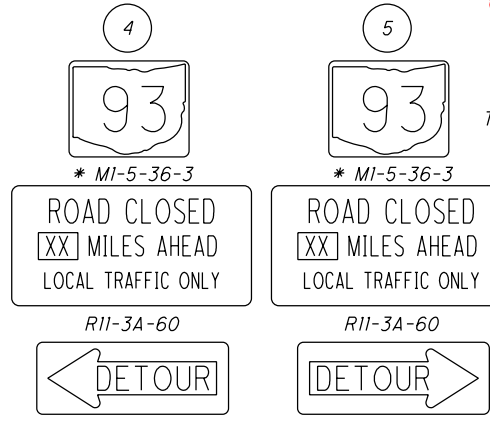 4
93
* M1-5-36-3
ROAD CLOSED
XX MILES AHEAD
LOCAL TRAFFIC ONLY
R11-3A-60
DETOUR
5
93
* M1-5-36-3
ROAD CLOSED
XX MILES AHEAD
LOCAL TRAFFIC ONLY
R11-3A-60
DETOUR